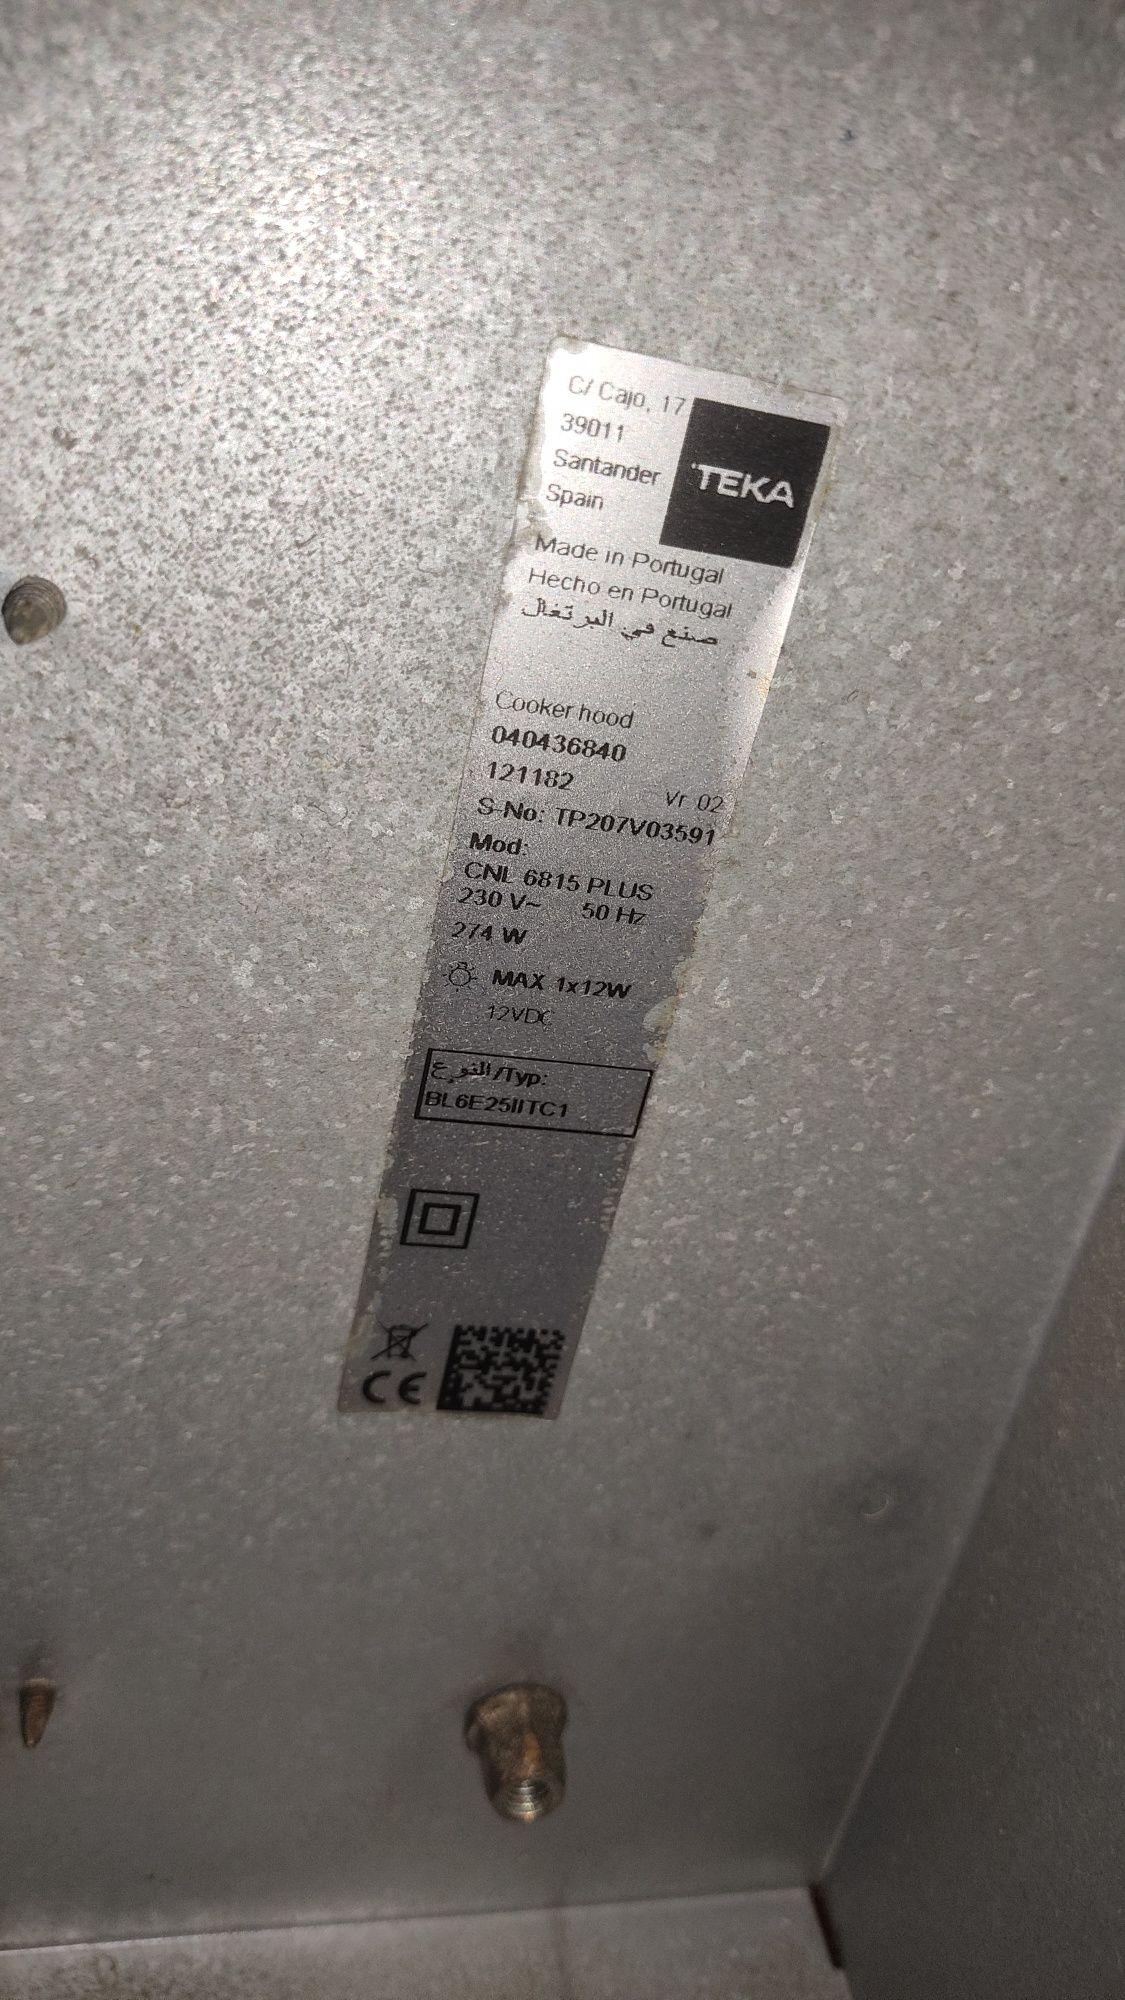 C/ Cajo, 17
39011
Santander
Spain
TEKA
Made in Portugal
Hecho en Portugal
صنع في البرتغال
Cooker hood
040436840
121182 Vr 02
S-No: TP207V03591
Mod:
CNL 6815 PLUS
230 V~ 50 Hz
274 W
MAX 1x12W
12VDC
النوع/Typ:
BL6E25IITC1
CE